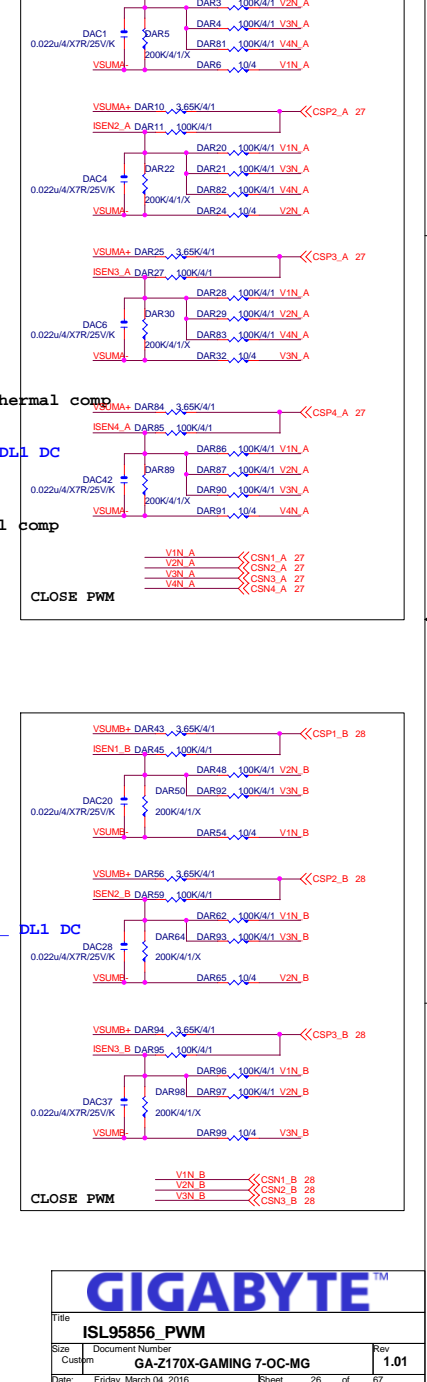 DAR3 100K/4/1 V2N_A
DAC1 DAR5 DAR4 100K/4/1 V3N_A
0.022u/4/X7R/25V/K 200K/4/1/X DAR81 100K/4/1 V4N_A
VSUMA- DAR6 10/4 V1N_A
VSUMA+ DAR10 3.65K/4/1 CSP2_A 27
ISEN2_A DAR11 100K/4/1
DAR20 100K/4/1 V1N_A
DAC4 DAR22 DAR21 100K/4/1 V3N_A
0.022u/4/X7R/25V/K 200K/4/1/X DAR82 100K/4/1 V4N_A
VSUMA- DAR24 10/4 V2N_A
VSUMA+ DAR25 3.65K/4/1 CSP3_A 27
ISEN3_A DAR27 100K/4/1
DAR28 100K/4/1 V1N_A
DAC6 DAR30 DAR29 100K/4/1 V2N_A
0.022u/4/X7R/25V/K 200K/4/1/X DAR83 100K/4/1 V4N_A
VSUMA- DAR32 10/4 V3N_A
hermal comp
VSUMA+ DAR84 3.65K/4/1 CSP4_A 27
ISEN4_A DAR85 100K/4/1
DL1 DC
DAR86 100K/4/1 V1N_A
DAC42 DAR89 DAR87 100K/4/1 V2N_A
0.022u/4/X7R/25V/K 200K/4/1/X DAR90 100K/4/1 V3N_A
VSUMA- DAR91 10/4 V4N_A
l comp
V1N_A CSN1_A 27
V2N_A CSN2_A 27
V3N_A CSN3_A 27
V4N_A CSN4_A 27
CLOSE PWM
VSUMB+ DAR43 3.65K/4/1 CSP1_B 28
ISEN1_B DAR45 100K/4/1
DAR48 100K/4/1 V2N_B
DAC20 DAR50 DAR92 100K/4/1 V3N_B
0.022u/4/X7R/25V/K 200K/4/1/X
VSUMB- DAR54 10/4 V1N_B
VSUMB+ DAR56 3.65K/4/1 CSP2_B 28
ISEN2_B DAR59 100K/4/1
DAR62 100K/4/1 V1N_B
_ DL1 DC
DAC28 DAR64 DAR93 100K/4/1 V3N_B
0.022u/4/X7R/25V/K 200K/4/1/X
VSUMB- DAR65 10/4 V2N_B
VSUMB+ DAR94 3.65K/4/1 CSP3_B 28
ISEN3_B DAR95 100K/4/1
DAR96 100K/4/1 V1N_B
DAC37 DAR98 DAR97 100K/4/1 V2N_B
0.022u/4/X7R/25V/K 200K/4/1/X
VSUMB- DAR99 10/4 V3N_B
V1N_B CSN1_B 28
V2N_B CSN2_B 28
V3N_B CSN3_B 28
CLOSE PWM
GIGABYTE™
Title
ISL95856_PWM
Size Document Number Rev
Custom GA-Z170X-GAMING 7-OC-MG 1.01
Date: Friday, March 04, 2016 Sheet 26 of 67